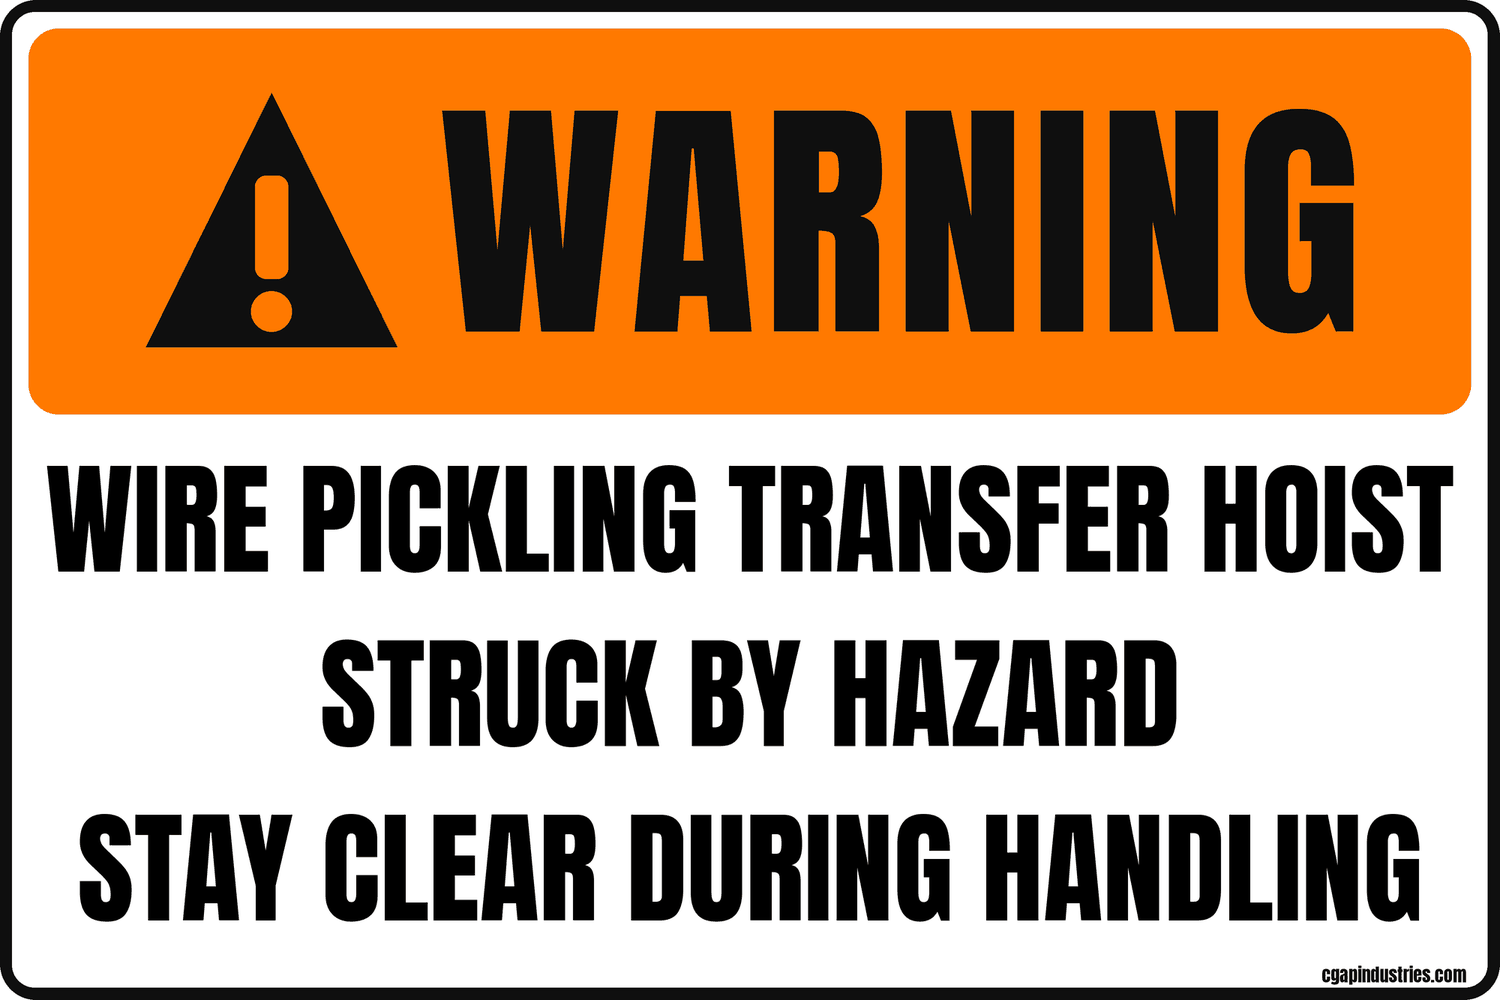 WARNING
WIRE PICKLING TRANSFER HOIST
STRUCK BY HAZARD
STAY CLEAR DURING HANDLING
cgapindustries.com